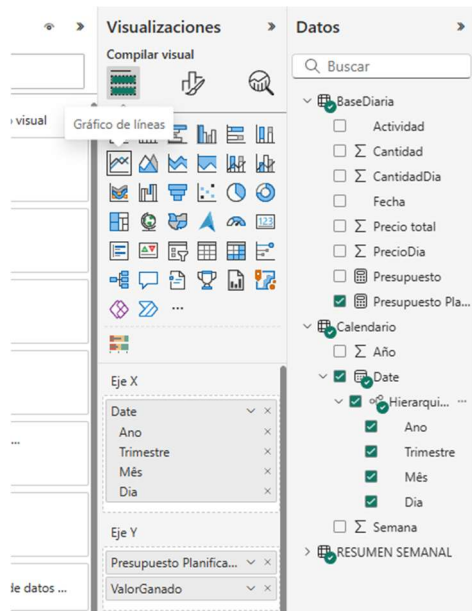 Visualizaciones
Compilar visual
visual
Gráfico de líneas
123
Eje X
Date
Ano
Trimestre
Mês
Dia
...
Eje Y
Presupuesto Planifica...
ValorGanado
de datos ...
Datos
Buscar
BaseDiaria
Actividad
Σ Cantidad
Σ CantidadDia
Fecha
Σ Precio total
Σ PrecioDia
Presupuesto
Presupuesto Pla...
Calendario
Σ Año
Date
Hierarqui... ...
Ano
Trimestre
Mês
Dia
Σ Semana
RESUMEN SEMANAL